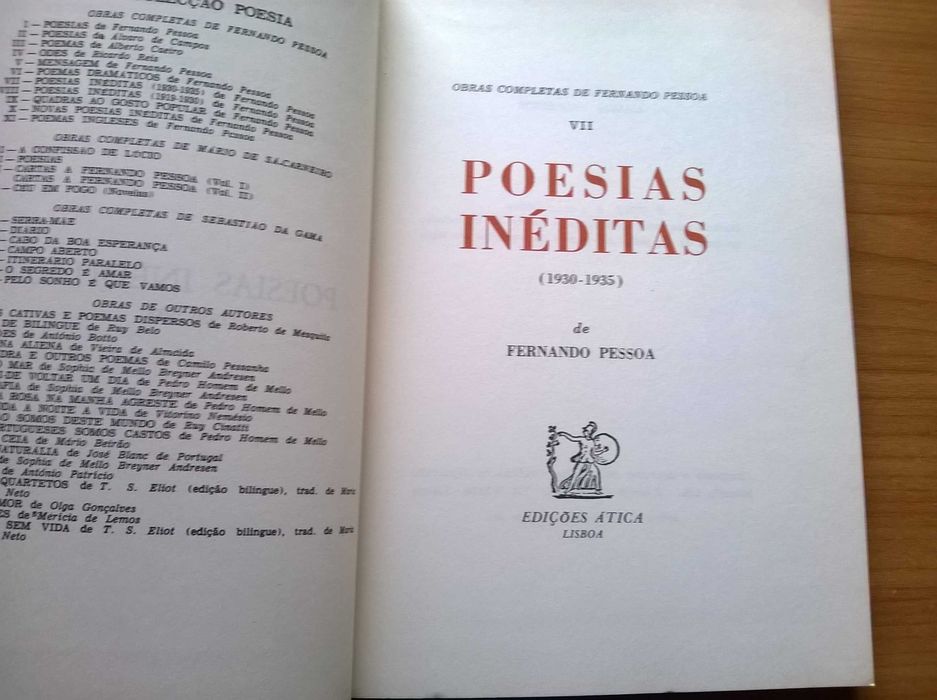 COLECÇÃO POESIA
OBRAS COMPLETAS DE FERNANDO PESSOA
I — POESIAS de Fernando Pessoa
II — POESIAS de Álvaro de Campos
III — POEMAS de Alberto Caeiro
IV — ODES de Ricardo Reis
V — MENSAGEM de Fernando Pessoa
VI — POEMAS DRAMÁTICOS de Fernando Pessoa
VII — POESIAS INÉDITAS (1930-1935) de Fernando Pessoa
VIII — POESIAS INÉDITAS (1919-1930) de Fernando Pessoa
IX — QUADRAS AO GOSTO POPULAR de Fernando Pessoa
X — NOVAS POESIAS INÉDITAS de Fernando Pessoa
XI — POEMAS INGLESES de Fernando Pessoa
OBRAS COMPLETAS DE MÁRIO DE SÁ-CARNEIRO
— A CONFISSÃO DE LÚCIO
— POESIAS
— CARTAS A FERNANDO PESSOA (Vol. I)
CARTAS A FERNANDO PESSOA (Vol. II)
— CÉU EM FOGO (Novelas)
OBRAS COMPLETAS DE SEBASTIÃO DA GAMA
— SERRA-MÃE
— DIÁRIO
— CABO DA BOA ESPERANÇA
— CAMPO ABERTO
— ITINERÁRIO PARALELO
— O SEGREDO É AMAR
— PELO SONHO É QUE VAMOS
OBRAS DE OUTROS AUTORES
CATIVAS E POEMAS DISPERSOS de Roberto de Mesquita
DE BILINGUE de Ruy Belo
de António Botto
NA ALIENA de Vieira de Almeida
DRA E OUTROS POEMAS de Camilo Pessanha
O MAR de Sophia de Mello Breyner Andresen
DE VOLTAR UM DIA de Pedro Homem de Mello
AFIA de Sophia de Mello Breyner Andresen
A ROSA NA MANHÃ AGRESTE de Pedro Homem de Mello
DA A NOITE A VIDA de Vitorino Nemésio
ÃO SOMOS DESTE MUNDO de Ruy Cinatti
RTUGUESES SOMOS CASTOS de Pedro Homem de Mello
CEIA de Mário Beirão
NATURALIA de José Blanc de Portugal
de Sophia de Mello Breyner Andresen
de António Patrício
QUARTETOS de T. S. Eliot (edição bilingue), trad. de Maria
Neto
MOR de Olga Gonçalves
ES de Merícia de Lemos
SEM VIDA de T. S. Eliot (edição bilingue), trad. de Maria
Neto
OBRAS COMPLETAS DE FERNANDO PESSOA
VII
POESIAS
INÉDITAS
(1930-1935)
de
FERNANDO PESSOA
EDIÇÕES ÁTICA
LISBOA